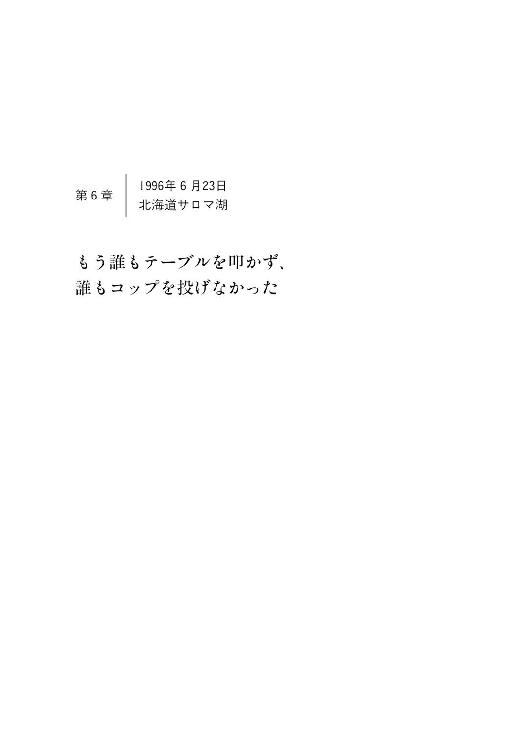 第6章
1996年6月23日
北海道サロマ湖
もう誰もテーブルを叩かず、
誰もコップを投げなかった